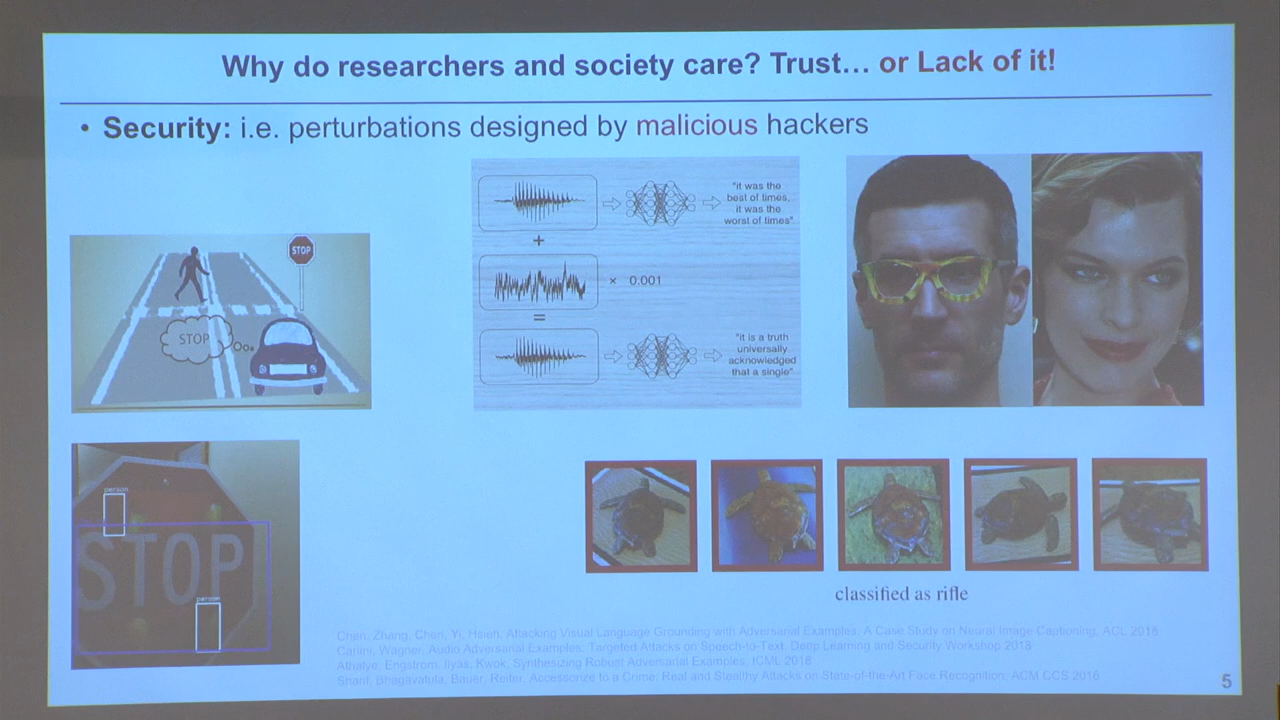 Why do researchers and society care? Trust… or Lack of it!
• Security: i.e. perturbations designed by malicious hackers
STOP
STOP
"it was the
best of times,
it was the
worst of times"
+
× 0.001
=
"it is a truth
universally
acknowledged
that a single"
person
STOP
person
classified as rifle
Chen, Zhang, Chen, Yi, Hsieh, Attacking Visual Language Grounding with Adversarial Examples: A Case Study on Neural Image Captioning, ACL 2018
Carlini, Wagner, Audio Adversarial Examples: Targeted Attacks on Speech-to-Text, Deep Learning and Security Workshop 2018
Athalye, Engstrom, Ilyas, Kwok, Synthesizing Robust Adversarial Examples, ICML 2018
Sharif, Bhagavatula, Bauer, Reiter, Accessorize to a Crime: Real and Stealthy Attacks on State-of-the-Art Face Recognition, ACM CCS 2016
5